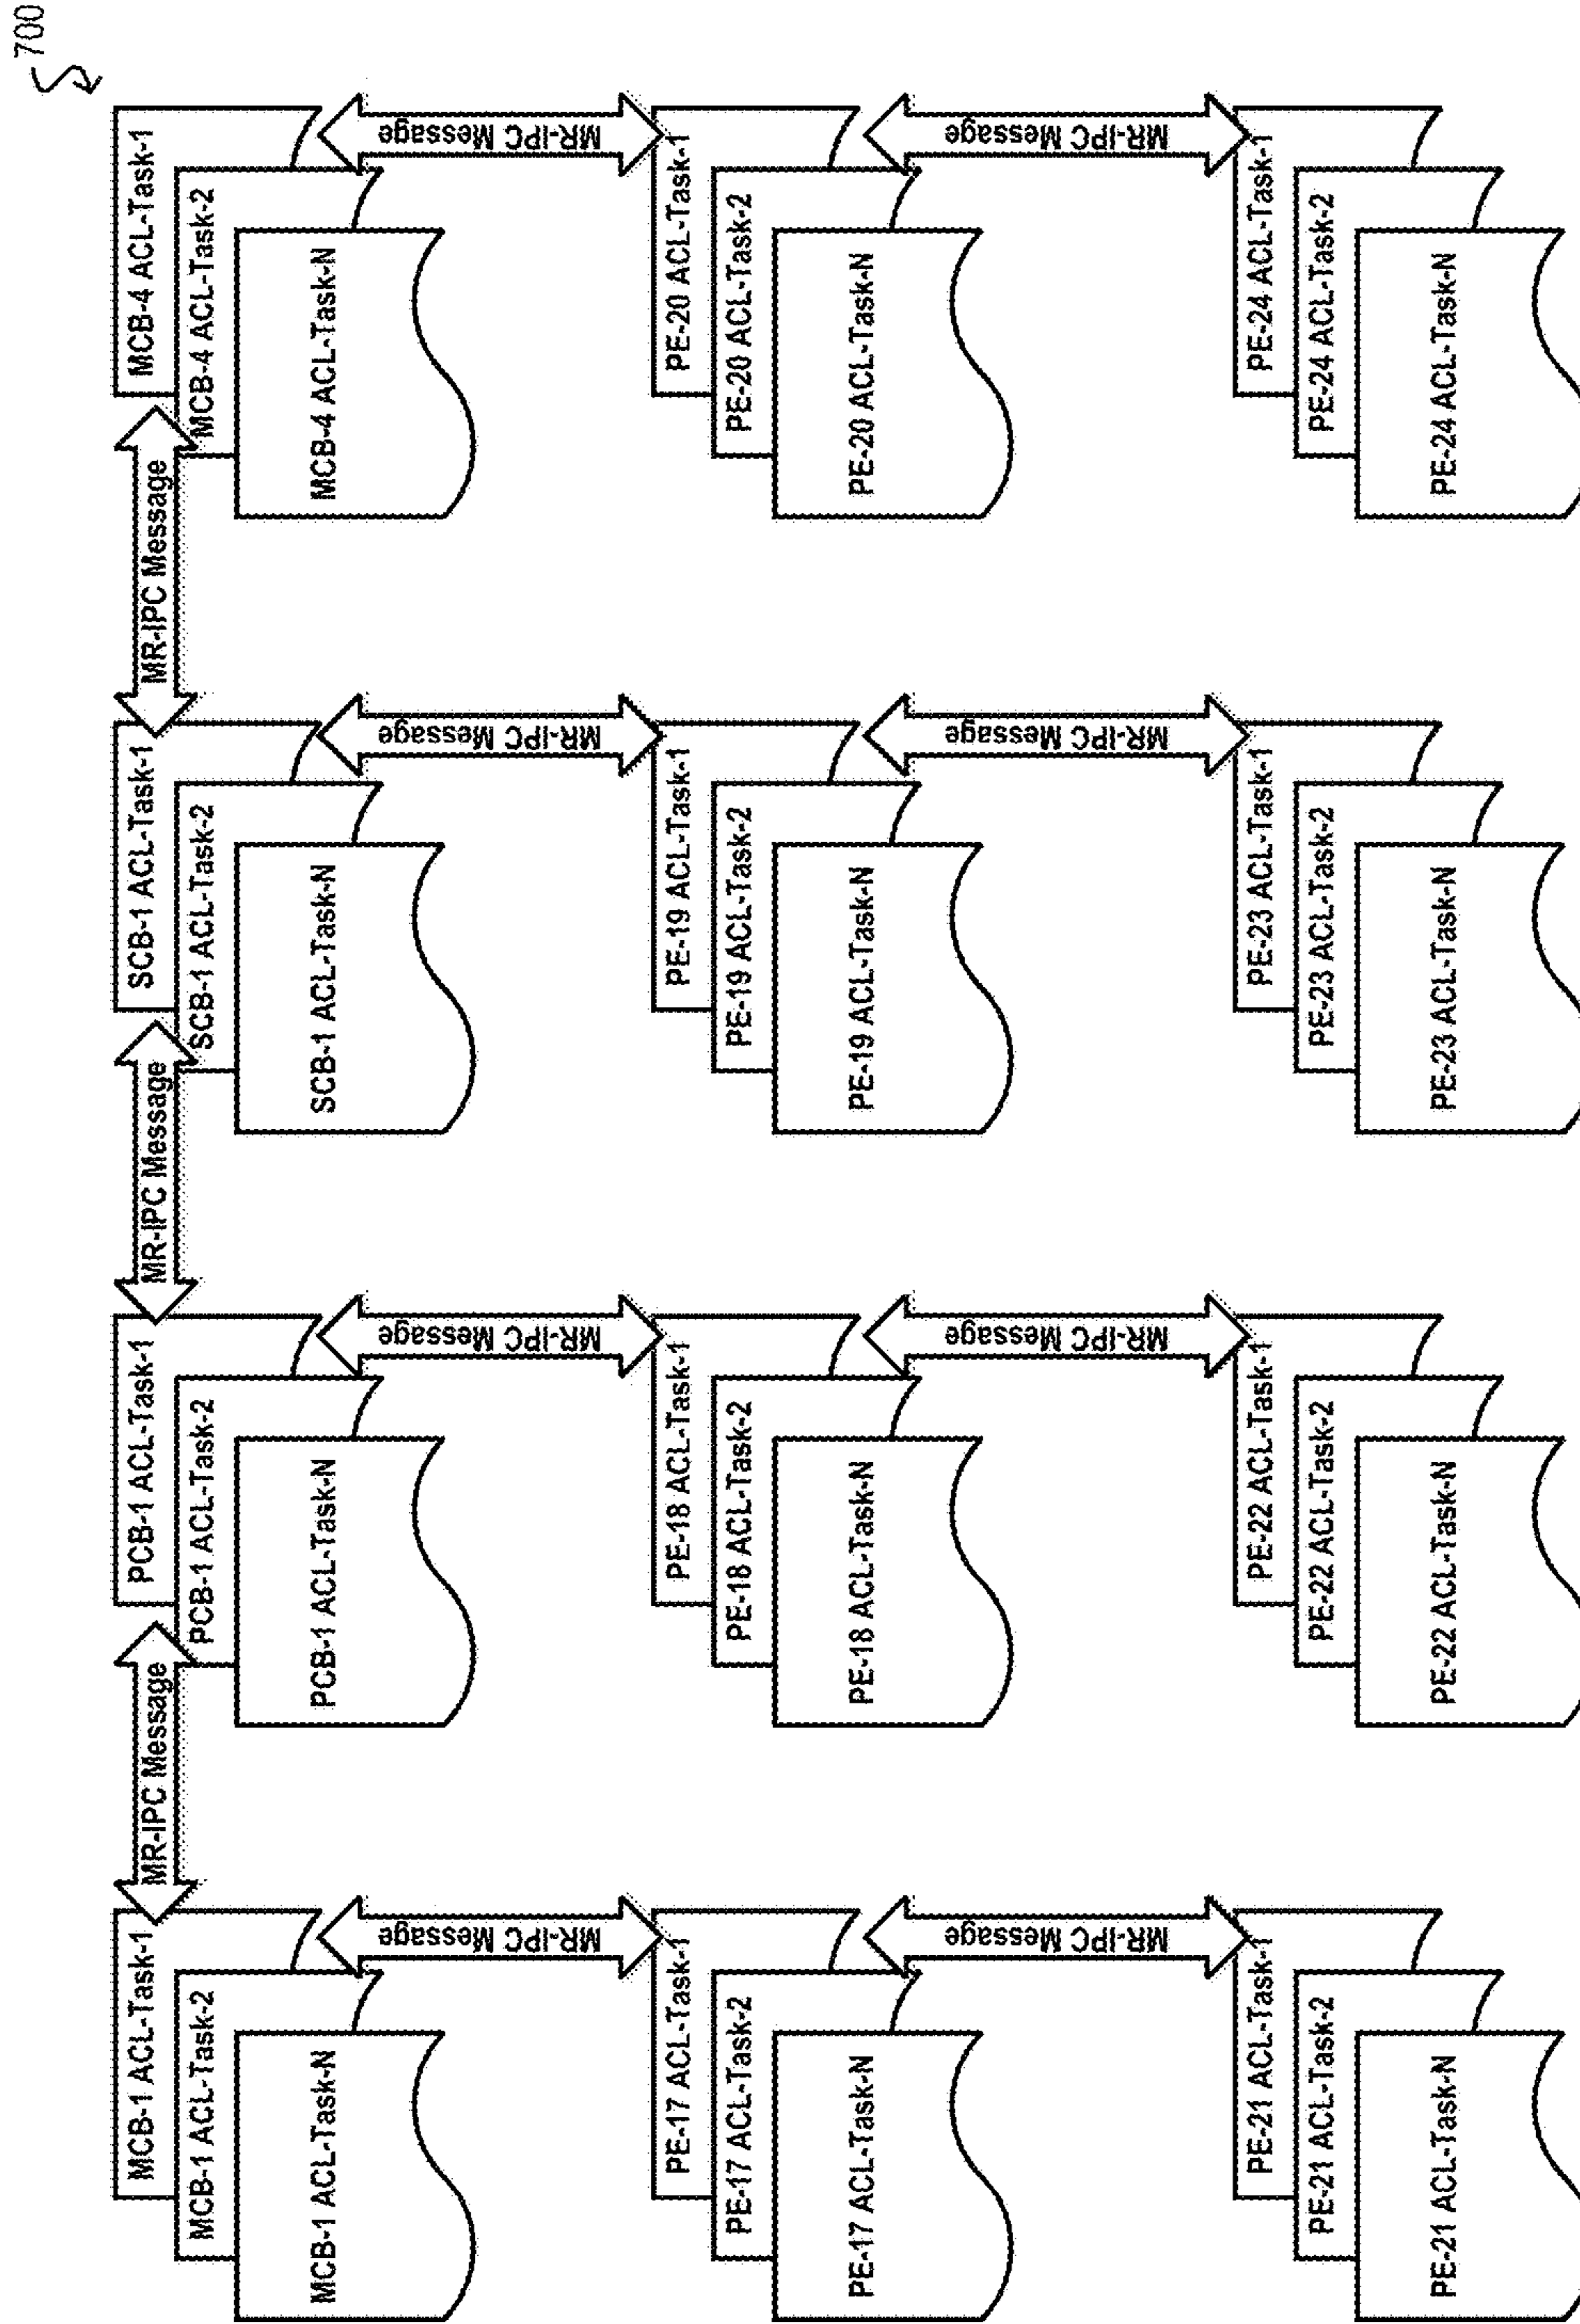 700
MCB-1 ACL-Task-1
MCB-1 ACL-Task-2
MCB-1 ACL-Task-N
MR-IPC Message
PCB-1 ACL-Task-1
PCB-1 ACL-Task-2
PCB-1 ACL-Task-N
MR-IPC Message
SCB-1 ACL-Task-1
SCB-1 ACL-Task-2
SCB-1 ACL-Task-N
MR-IPC Message
MCB-4 ACL-Task-1
MCB-4 ACL-Task-2
MCB-4 ACL-Task-N
MR-IPC Message
MR-IPC Message
MR-IPC Message
MR-IPC Message
PE-17 ACL-Task-1
PE-17 ACL-Task-2
PE-17 ACL-Task-N
PE-18 ACL-Task-1
PE-18 ACL-Task-2
PE-18 ACL-Task-N
PE-19 ACL-Task-1
PE-19 ACL-Task-2
PE-19 ACL-Task-N
PE-20 ACL-Task-1
PE-20 ACL-Task-2
PE-20 ACL-Task-N
MR-IPC Message
MR-IPC Message
MR-IPC Message
MR-IPC Message
PE-21 ACL-Task-1
PE-21 ACL-Task-2
PE-21 ACL-Task-N
PE-22 ACL-Task-1
PE-22 ACL-Task-2
PE-22 ACL-Task-N
PE-23 ACL-Task-1
PE-23 ACL-Task-2
PE-23 ACL-Task-N
PE-24 ACL-Task-1
PE-24 ACL-Task-2
PE-24 ACL-Task-N